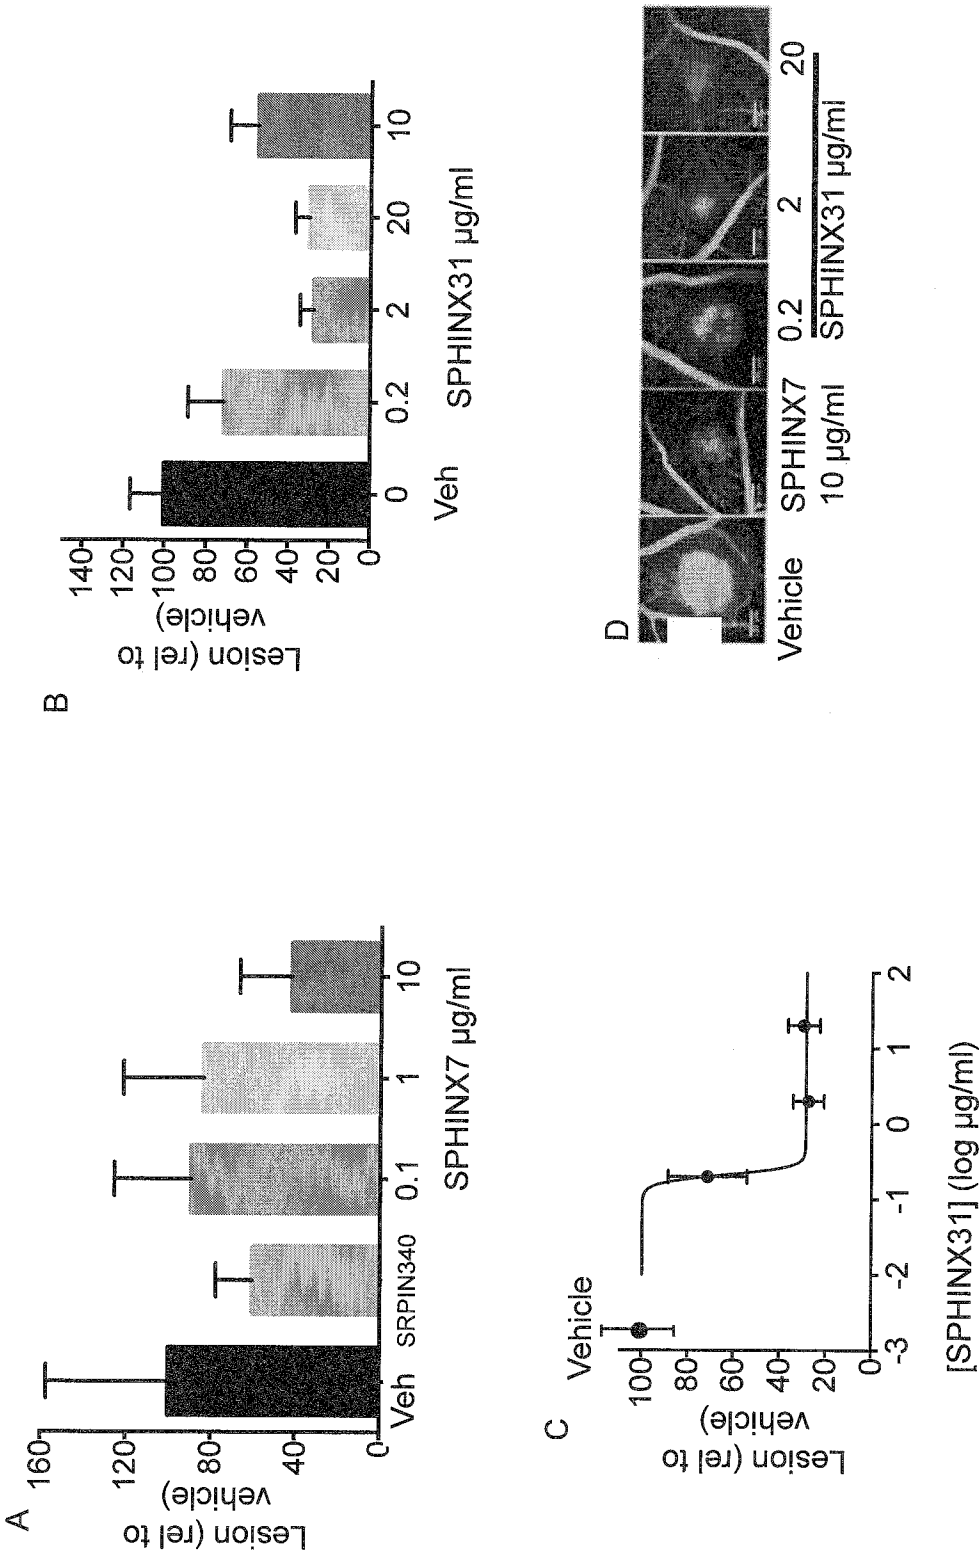 A
Lesion (rel to
vehicle)
160
120
80
40
0
Veh
SRPIN340
0.1
1
10
SPHINX7 µg/ml
B
Lesion (rel to
vehicle)
140
120
100
80
60
40
20
0
0
0.2
2
20
10
Veh
SPHINX31 µg/ml
C
Vehicle
Lesion (rel to
vehicle)
100
80
60
40
20
0
-3
-2
-1
0
1
2
[SPHINX31] (log µg/ml)
D
Vehicle
SPHINX7
10 µg/ml
0.2
2
20
SPHINX31 µg/ml